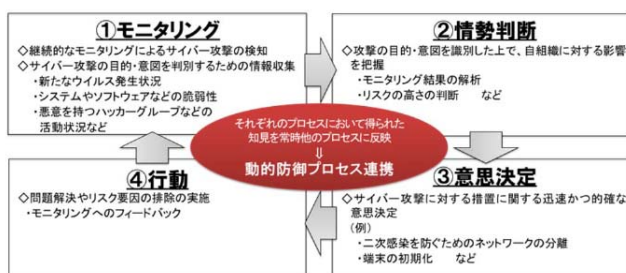 ①モニタリング
◇継続的なモニタリングによるサイバー攻撃の検知
◇サイバー攻撃の目的・意図を判別するための情報収集
・新たなウイルス発生状況
・システムやソフトウェアなどの脆弱性
・悪意を持つハッカーグループなどの
活動状況など
②情勢判断
◇攻撃の目的・意図を識別した上で、自組織に対する影響
を把握
・モニタリング結果の解析
・リスクの高さの判断　など
それぞれのプロセスにおいて得られた
知見を常時他のプロセスに反映
⇓
動的防御プロセス連携
③意思決定
◇サイバー攻撃に対する措置に関する迅速かつ的確な
意思決定
(例)
・二次感染を防ぐためのネットワークの分離
・端末の初期化　など
④行動
◇問題解決やリスク要因の排除の実施
・モニタリングへのフィードバック